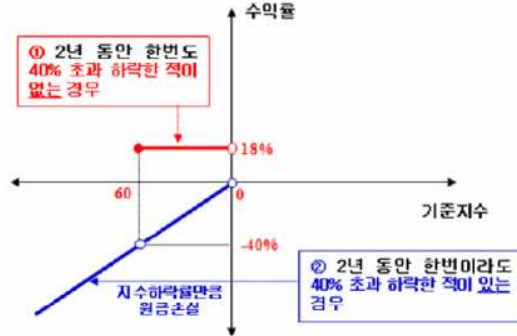 수익률
① 2년 동안 한번도
40% 초과 하락한 적이
없는 경우
18%
60
0
기준지수
-40%
② 2년 동안 한번이라도
40% 초과 하락한 적이 있는
경우
지수하락률만큼
원금손실